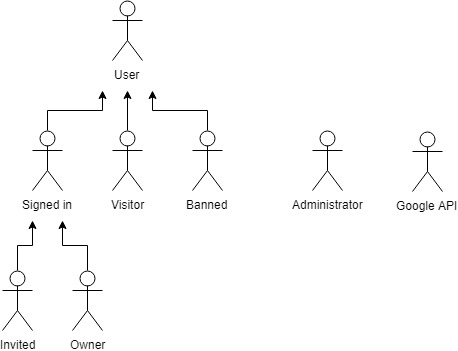 User
Signed in
Visitor
Banned
Administrator
Google API
Invited
Owner